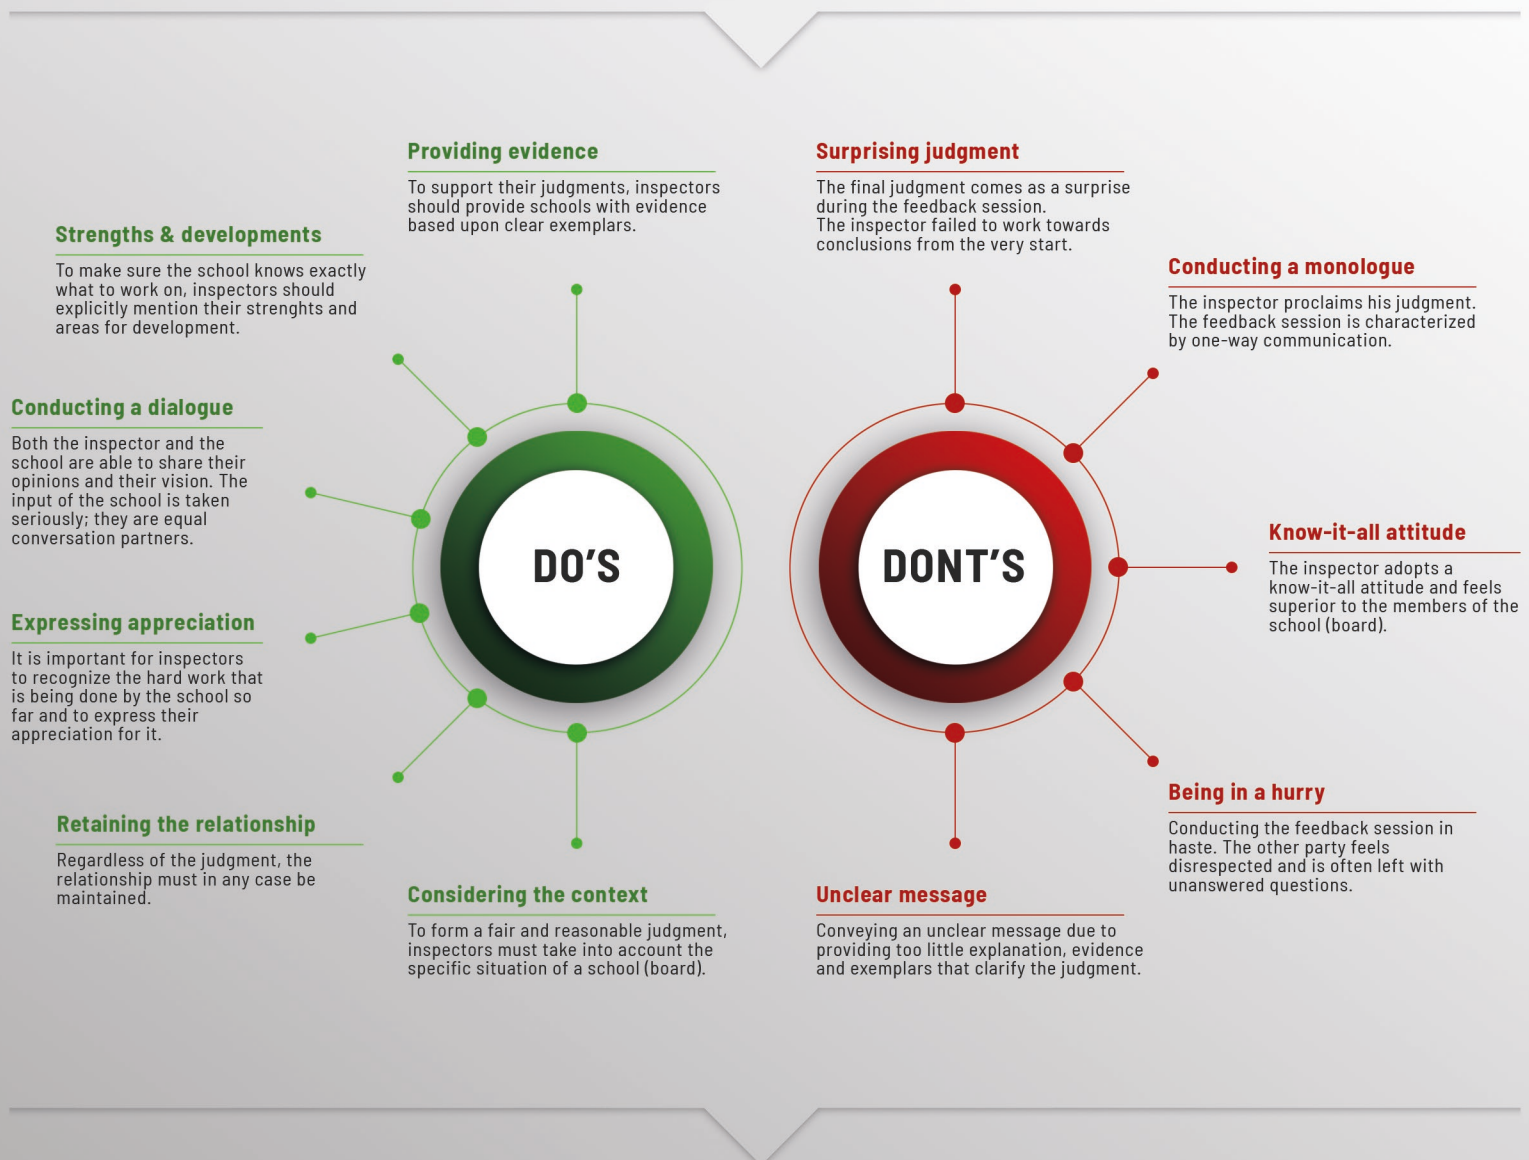 Providing evidence
To support their judgments, inspectors
should provide schools with evidence
based upon clear exemplars.
Strengths & developments
To make sure the school knows exactly
what to work on, inspectors should
explicitly mention their strenghts and
areas for development.
Conducting a dialogue
Both the inspector and the
school are able to share their
opinions and their vision. The
input of the school is taken
seriously; they are equal
conversation partners.
Expressing appreciation
It is important for inspectors
to recognize the hard work that
is being done by the school so
far and to express their
appreciation for it.
Retaining the relationship
Regardless of the judgment, the
relationship must in any case be
maintained.
Considering the context
To form a fair and reasonable judgment,
inspectors must take into account the
specific situation of a school (board).
DO'S
DONT'S
Surprising judgment
The final judgment comes as a surprise
during the feedback session.
The inspector failed to work towards
conclusions from the very start.
Conducting a monologue
The inspector proclaims his judgment.
The feedback session is characterized
by one-way communication.
Know-it-all attitude
The inspector adopts a
know-it-all attitude and feels
superior to the members of the
school (board).
Being in a hurry
Conducting the feedback session in
haste. The other party feels
disrespected and is often left with
unanswered questions.
Unclear message
Conveying an unclear message due to
providing too little explanation, evidence
and exemplars that clarify the judgment.